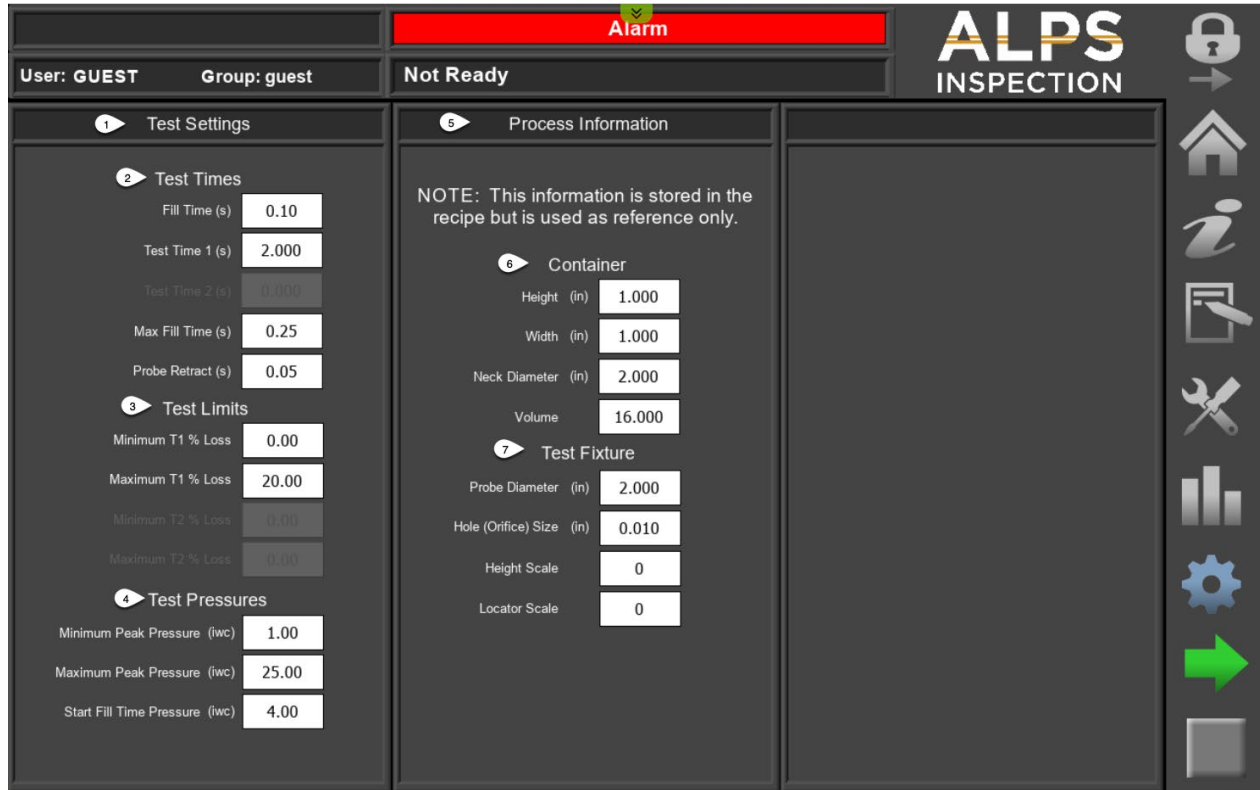 Alarm
ALPS
INSPECTION
User: GUEST Group: guest
Not Ready
1 Test Settings
2 Test Times
Fill Time (s) 0.10
Test Time 1 (s) 2.000
Test Time 2 (s) 0.000
Max Fill Time (s) 0.25
Probe Retract (s) 0.05
3 Test Limits
Minimum T1 % Loss 0.00
Maximum T1 % Loss 20.00
Minimum T2 % Loss 0.00
Maximum T2 % Loss 0.00
4 Test Pressures
Minimum Peak Pressure (iwc) 1.00
Maximum Peak Pressure (iwc) 25.00
Start Fill Time Pressure (iwc) 4.00
5 Process Information
NOTE: This information is stored in the
recipe but is used as reference only.
6 Container
Height (in) 1.000
Width (in) 1.000
Neck Diameter (in) 2.000
Volume 16.000
7 Test Fixture
Probe Diameter (in) 2.000
Hole (Orifice) Size (in) 0.010
Height Scale 0
Locator Scale 0